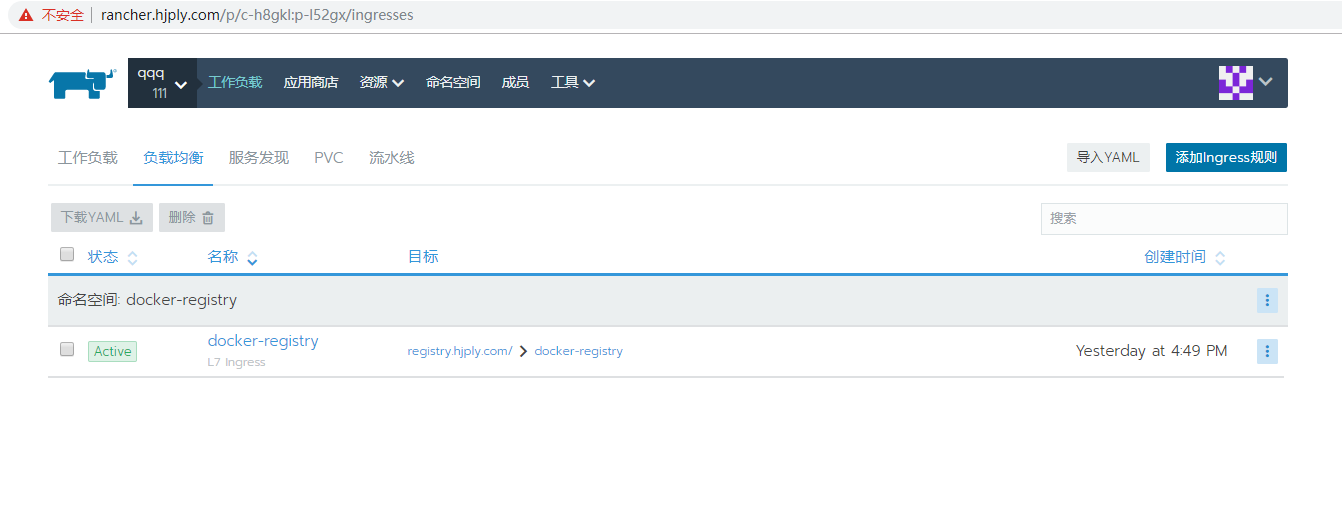 不安全 rancher.hjply.com/p/c-h8gkl:p-l52gx/ingresses
qqq
111
工作负载 应用商店 资源 命名空间 成员 工具
工作负载 负载均衡 服务发现 PVC 流水线 导入YAML 添加Ingress规则
下载YAML 删除 搜索
状态 名称 目标 创建时间
命名空间: docker-registry
Active docker-registry registry.hjply.com/ docker-registry Yesterday at 4:49 PM
L7 Ingress